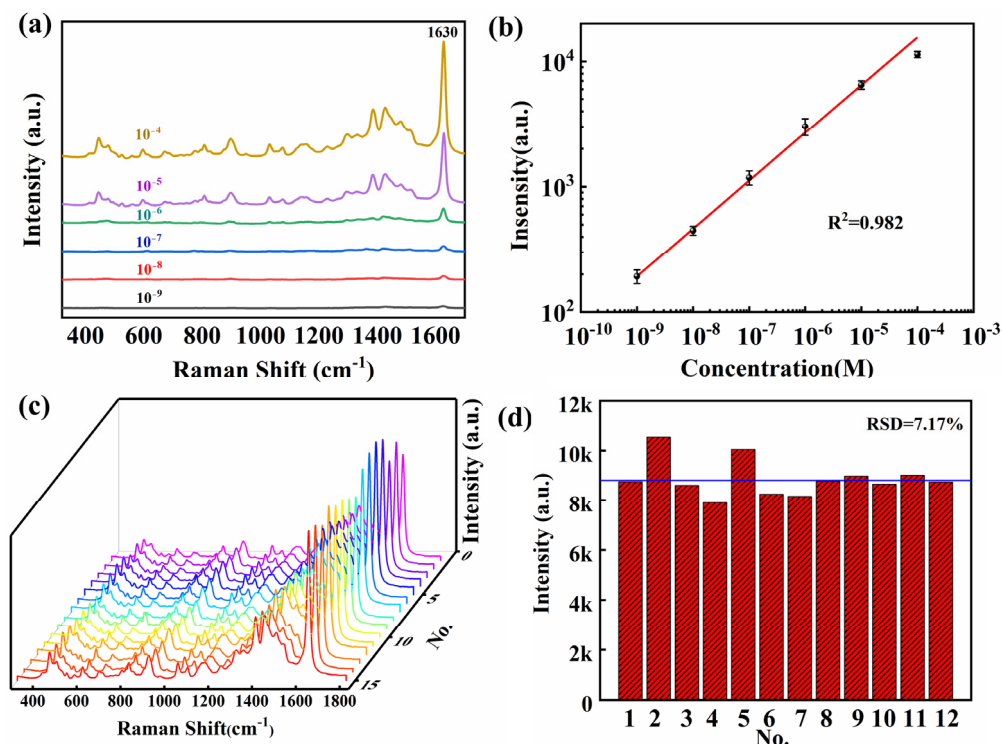 (a)
1630
10⁻⁴
10⁻⁵
10⁻⁶
10⁻⁷
10⁻⁸
10⁻⁹
Intensity (a.u.)
400 600 800 1000 1200 1400 1600
Raman Shift (cm⁻¹)
(b)
10⁴
10³
10²
Insensity(a.u.)
R²=0.982
10⁻¹⁰ 10⁻⁹ 10⁻⁸ 10⁻⁷ 10⁻⁶ 10⁻⁵ 10⁻⁴ 10⁻³
Concentration(M)
(c)
Intensity (a.u.)
0
5
10
15
No.
400 600 800 1000 1200 1400 1600 1800
Raman Shift(cm⁻¹)
(d)
12k
10k
8k
6k
4k
2k
0
Intensity (a.u.)
RSD=7.17%
1 2 3 4 5 6 7 8 9 10 11 12
No.